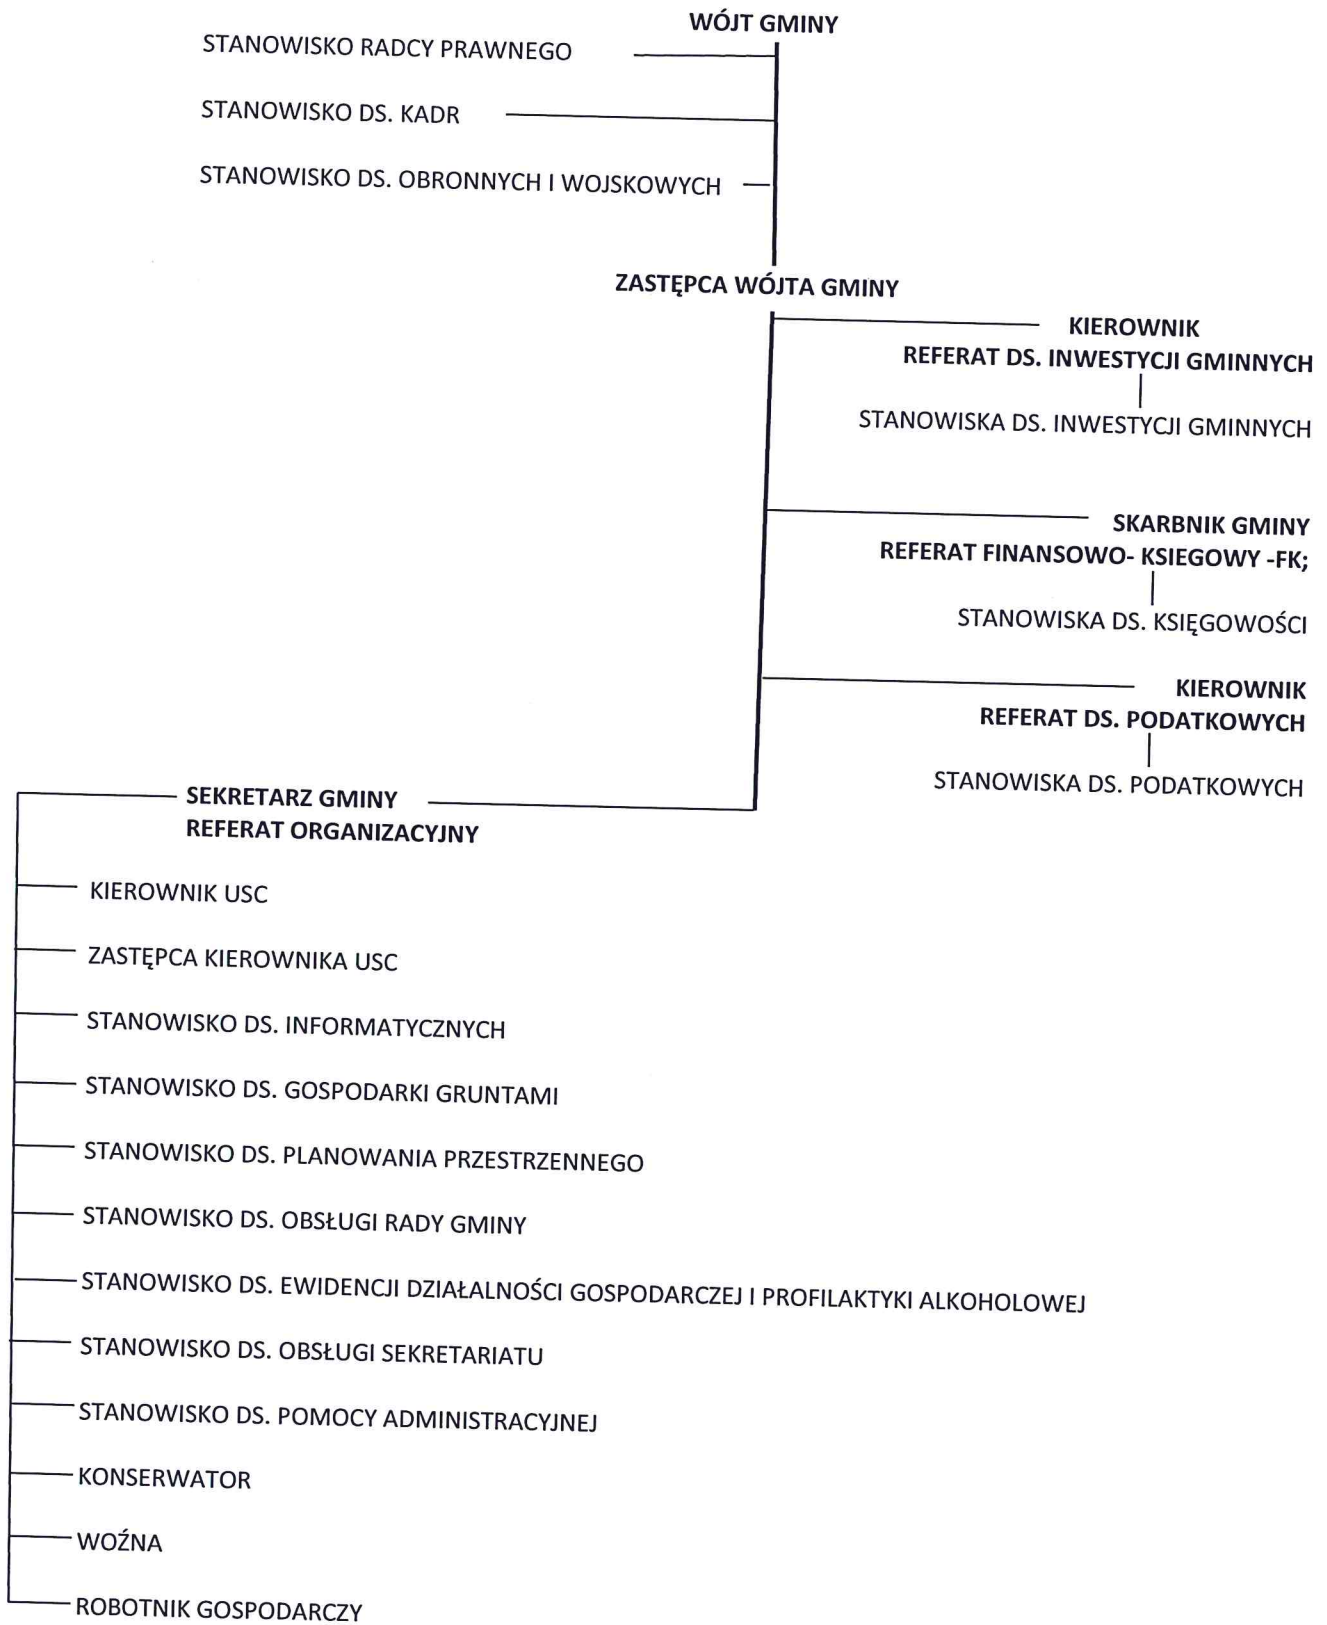 WÓJT GMINY
STANOWISKO RADCY PRAWNEGO
STANOWISKO DS. KADR
STANOWISKO DS. OBRONNYCH I WOJSKOWYCH
ZASTĘPCA WÓJTA GMINY
KIEROWNIK
REFERAT DS. INWESTYCJI GMINNYCH
STANOWISKA DS. INWESTYCJI GMINNYCH
SKARBNIK GMINY
REFERAT FINANSOWO- KSIEGOWY -FK;
STANOWISKA DS. KSIĘGOWOŚCI
KIEROWNIK
REFERAT DS. PODATKOWYCH
STANOWISKA DS. PODATKOWYCH
SEKRETARZ GMINY
REFERAT ORGANIZACYJNY
KIEROWNIK USC
ZASTĘPCA KIEROWNIKA USC
STANOWISKO DS. INFORMATYCZNYCH
STANOWISKO DS. GOSPODARKI GRUNTAMI
STANOWISKO DS. PLANOWANIA PRZESTRZENNEGO
STANOWISKO DS. OBSŁUGI RADY GMINY
STANOWISKO DS. EWIDENCJI DZIAŁALNOŚCI GOSPODARCZEJ I PROFILAKTYKI ALKOHOLOWEJ
STANOWISKO DS. OBSŁUGI SEKRETARIATU
STANOWISKO DS. POMOCY ADMINISTRACYJNEJ
KONSERWATOR
WOŹNA
ROBOTNIK GOSPODARCZY